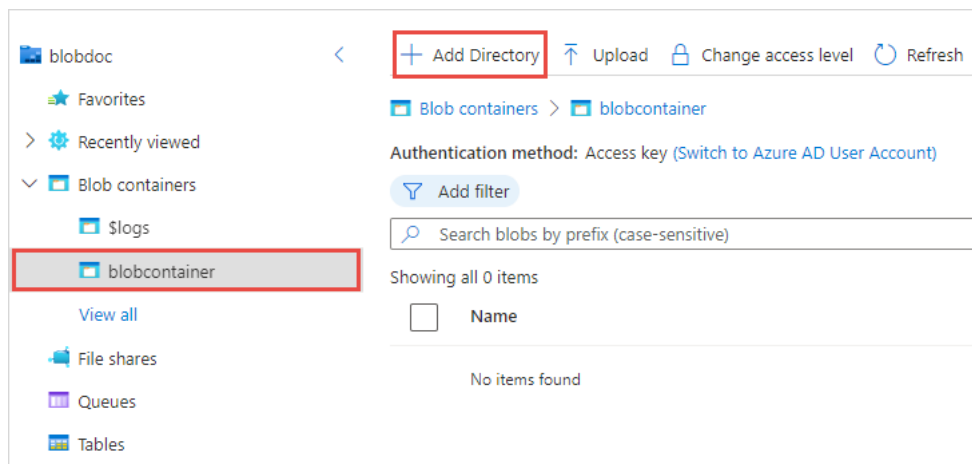 blobdoc
Favorites
Recently viewed
Blob containers
$logs
blobcontainer
View all
File shares
Queues
Tables
Add Directory Upload Change access level Refresh
Blob containers > blobcontainer
Authentication method: Access key (Switch to Azure AD User Account)
Add filter
Search blobs by prefix (case-sensitive)
Showing all 0 items
Name
No items found